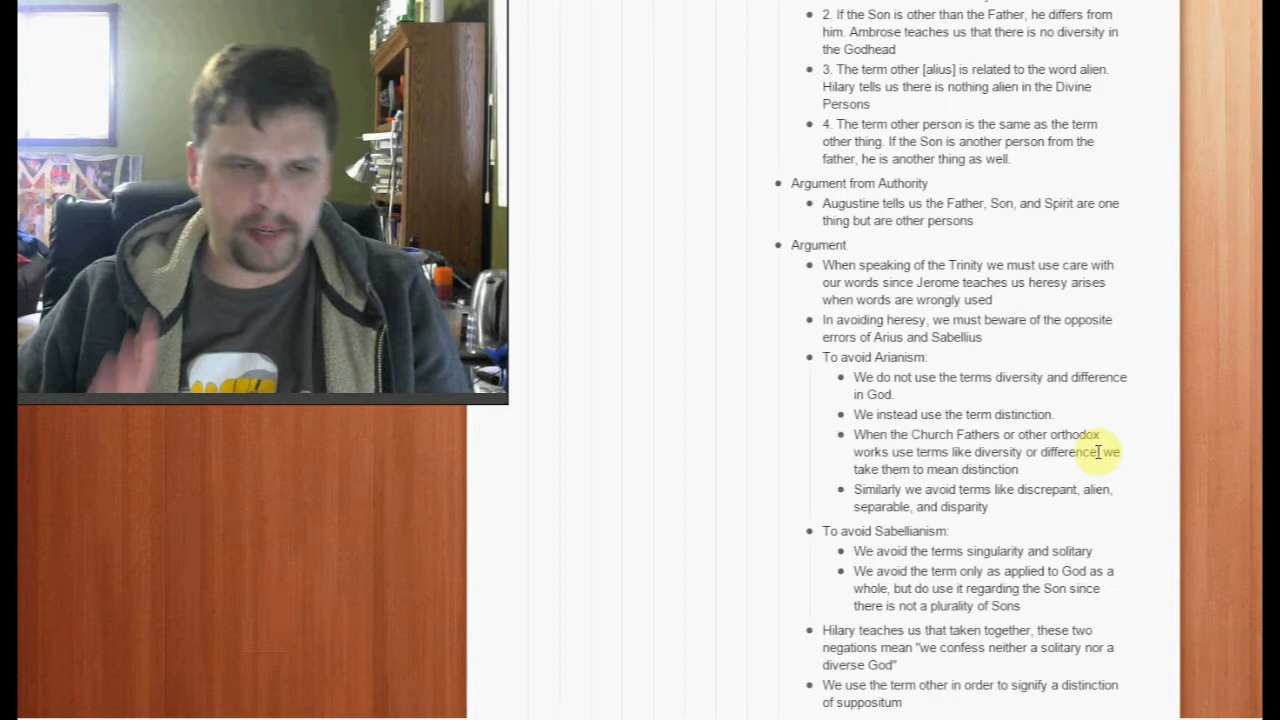 2. If the Son is other than the Father, he differs from
him. Ambrose teaches us that there is no diversity in
the Godhead
3. The term other [alius] is related to the word alien.
Hilary tells us there is nothing alien in the Divine
Persons
4. The term other person is the same as the term
other thing. If the Son is another person from the
father, he is another thing as well.
Argument from Authority
Augustine tells us the Father, Son, and Spirit are one
thing but are other persons
Argument
When speaking of the Trinity we must use care with
our words since Jerome teaches us heresy arises
when words are wrongly used
In avoiding heresy, we must beware of the opposite
errors of Arius and Sabellius
To avoid Arianism:
We do not use the terms diversity and difference
in God.
We instead use the term distinction.
When the Church Fathers or other orthodox
works use terms like diversity or difference, we
take them to mean distinction
Similarly we avoid terms like discrepant, alien,
separable, and disparity
To avoid Sabellianism:
We avoid the terms singularity and solitary
We avoid the term only as applied to God as a
whole, but do use it regarding the Son since
there is not a plurality of Sons
Hilary teaches us that taken together, these two
negations mean "we confess neither a solitary nor a
diverse God"
We use the term other in order to signify a distinction
of suppositum